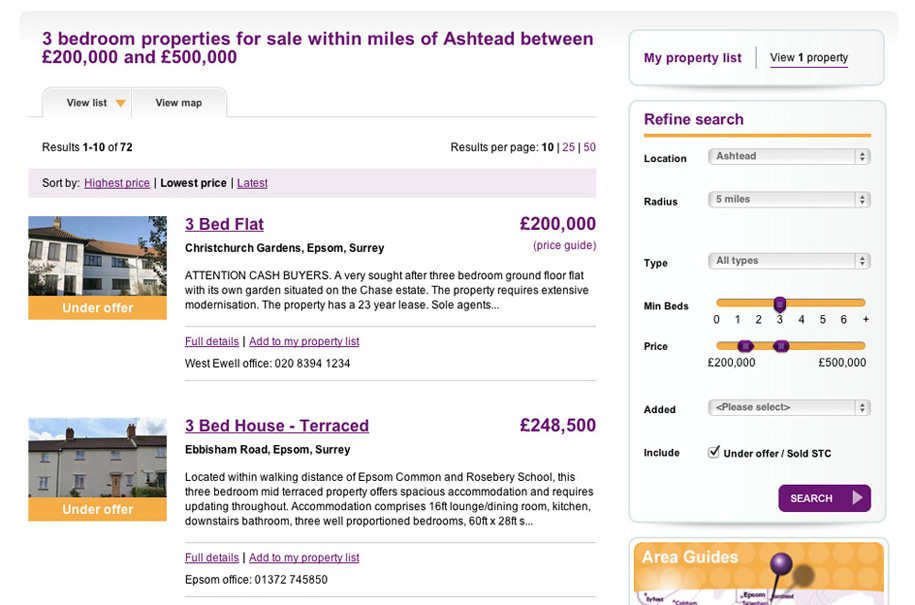 3 bedroom properties for sale within miles of Ashtead between
£200,000 and £500,000
View list
View map
Results 1-10 of 72
Results per page: 10 | 25 | 50
Sort by: Highest price | Lowest price | Latest
Under offer
3 Bed Flat
£200,000
Christchurch Gardens, Epsom, Surrey
(price guide)
ATTENTION CASH BUYERS. A very sought after three bedroom ground floor flat
with its own garden situated on the Chase estate. The property requires extensive
modernisation. The property has a 23 year lease. Sole agents...
Full details | Add to my property list
West Ewell office: 020 8394 1234
Under offer
3 Bed House - Terraced
£248,500
Ebbisham Road, Epsom, Surrey
Located within walking distance of Epsom Common and Rosebery School, this
three bedroom mid terraced property offers spacious accommodation and requires
updating throughout. Accommodation comprises 16ft lounge/dining room, kitchen,
downstairs bathroom, three well proportioned bedrooms, 60ft x 28ft s...
Full details | Add to my property list
Epsom office: 01372 745850
My property list
View 1 property
Refine search
Location
Ashtead
Radius
5 miles
Type
All types
Min Beds
0 1 2 3 4 5 6 +
Price
£200,000
£500,000
Added
<Please select>
Include
Under offer / Sold STC
SEARCH
Area Guides
Epsom
Cobham